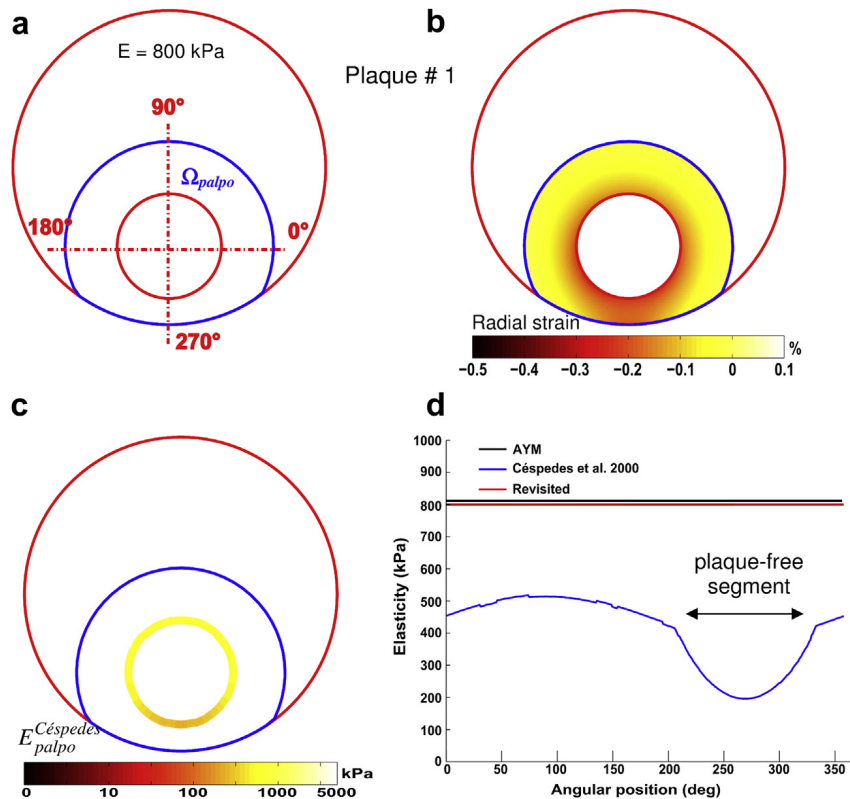 a
E = 800 kPa
90°
Ωpalpo
180°
0°
270°
Plaque # 1
b
Radial strain
%
−0.5 −0.4 −0.3 −0.2 −0.1 0 0.1
c
E Céspedes palpo
kPa
0 10 100 1000 5000
d
1000
900
800
700
600
500
400
300
200
100
0
Elasticity (kPa)
AYM
Céspedes et al. 2000
Revisited
plaque-free
segment
0 50 100 150 200 250 300 350
Angular position (deg)